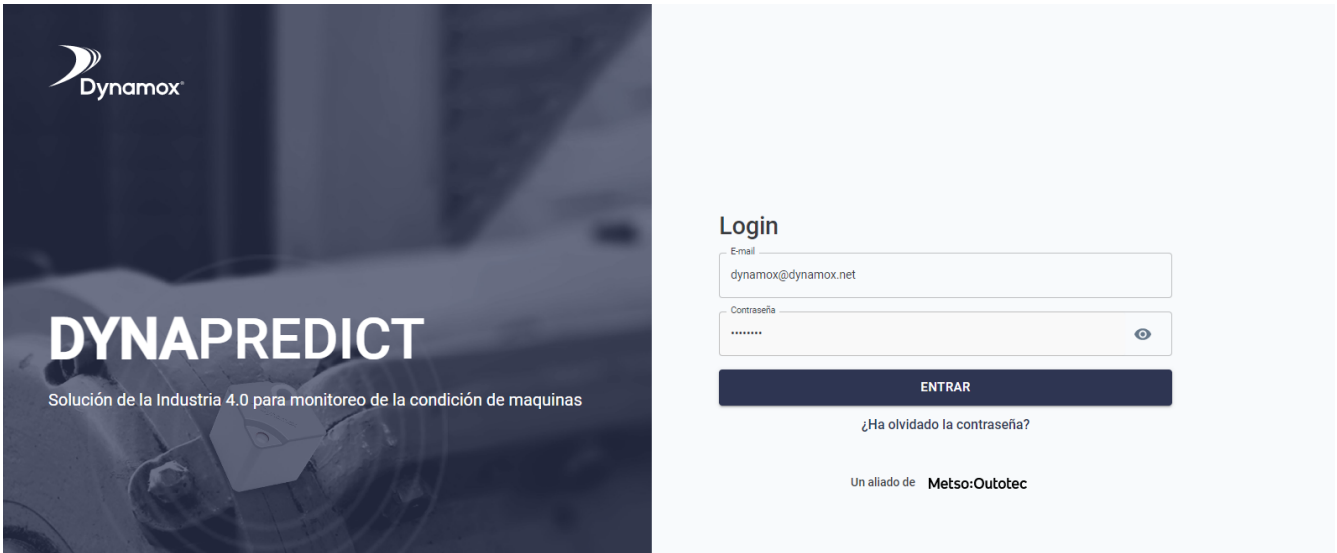 Dynamox
DYNAPREDICT
Solución de la Industria 4.0 para monitoreo de la condición de maquinas
Login
E-mail
dynamox@dynamox.net
Contraseña
••••••••
ENTRAR
¿Ha olvidado la contraseña?
Un aliado de Metso:Outotec